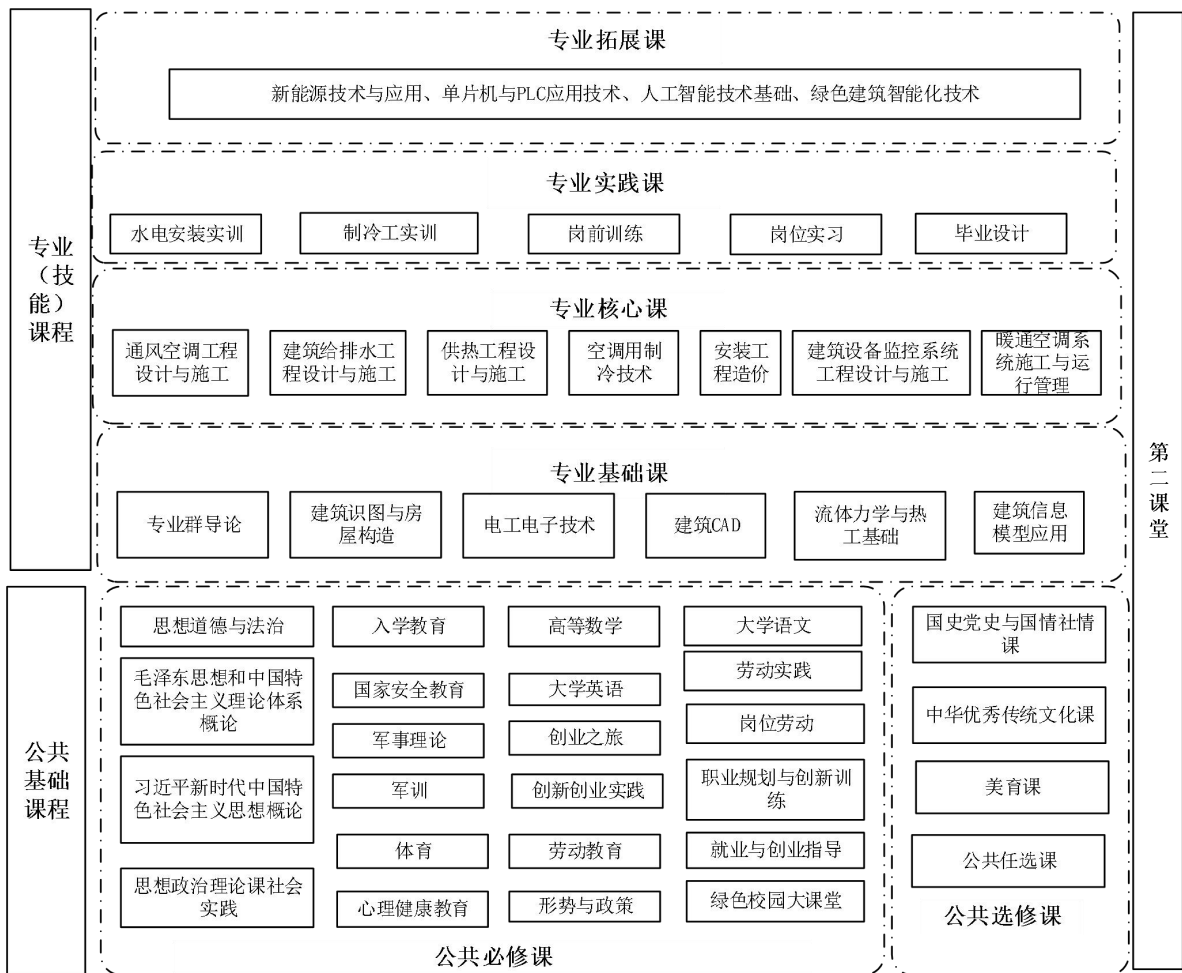 专业拓展课
新能源技术与应用、单片机与PLC应用技术、人工智能技术基础、绿色建筑智能化技术
专业实践课
水电安装实训
制冷工实训
岗前训练
岗位实习
毕业设计
专业
（技
能）
课程
专业核心课
通风空调工程
设计与施工
建筑给排水工
程设计与施工
供热工程设
计与施工
空调用制
冷技术
安装工
程造价
建筑设备监控系统
工程设计与施工
暖通空调系
统施工与运
行管理
专业基础课
专业群导论
建筑识图与房
屋构造
电工电子技术
建筑CAD
流体力学与热
工基础
建筑信息
模型应用
第
二
课
堂
公共
基础
课程
思想道德与法治
毛泽东思想和中国特
色社会主义理论体系
概论
习近平新时代中国特
色社会主义思想概论
思想政治理论课社会
实践
入学教育
国家安全教育
军事理论
军训
体育
心理健康教育
高等数学
大学英语
创业之旅
创新创业实践
劳动教育
形势与政策
大学语文
劳动实践
岗位劳动
职业规划与创新训
练
就业与创业指导
绿色校园大课堂
公共必修课
国史党史与国情社情
课
中华优秀传统文化课
美育课
公共任选课
公共选修课